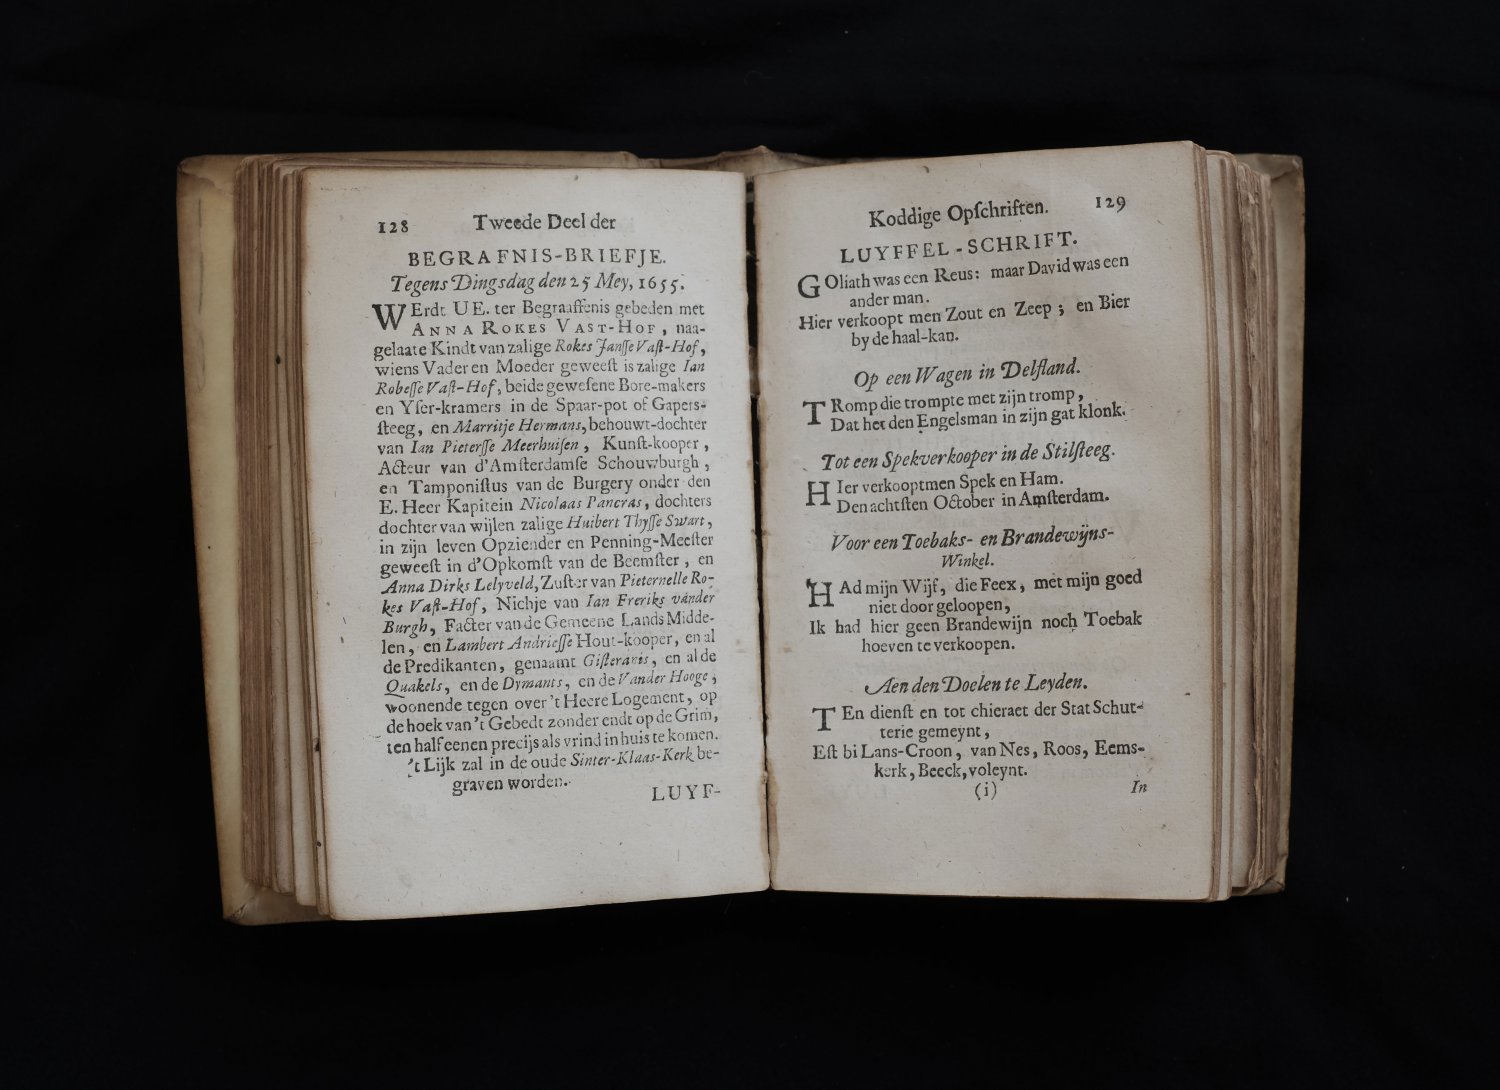 128 Tweede Deel der
BEGRAFNIS-BRIEFJE.
Tegens Dingsdag den 25 Mey, 1655.
WErdt UE. ter Begraaffenis gebeden met
ANNA ROKES VAST-HOF, naa-
gelaate Kindt van zalige Rokes Janſſe Vaſt-Hof,
wiens Vader en Moeder geweeſt is zalige Ian
Robeſſe Vaſt-Hof, beide geweſene Bore-makers
en Yſer-kramers in de Spaar-pot of Gapers-
ſteeg, en Marritje Hermans, behouwt-dochter
van Ian Pieterſſe Meerhuiſen, Kunſt-kooper,
Acteur van d'Amſterdamſe Schouwburgh,
en Tamponiſtus van de Burgery onder den
E. Heer Kapitein Nicolaas Pancras, dochters
dochter van wijlen zalige Huibert Thyſſe Swart,
in zijn leven Opziender en Penning-Meeſter
geweeſt in d'Opkomſt van de Beemſter, en
Anna Dirks Lelyveld, Zuſter van Pieternelle Ro-
kes Vaſt-Hof, Nichje van Ian Freriks vander
Burgh, Facter van de Gemeene Lands Midde-
len, en Lambert Andrieſſe Hout-kooper, en al
de Predikanten, genaamt Giſteranis, en al de
Quakels, en de Dymants, en de Vander Hooge,
woonende tegen over 't Heere Logement, op
de hoek van 't Gebedt zonder endt op de Grim,
ten half eenen precijs als vrind in huis te komen.
't Lijk zal in de oude Sinter-Klaas-Kerk be-
graven worden.
LUYF-
Koddige Opſchriften. 129
LUYFFEL-SCHRIFT.
GOliath was een Reus: maar David was een
ander man.
Hier verkoopt men Zout en Zeep; en Bier
by de haal-kan.
Op een Wagen in Delfland.
TRomp die trompte met zijn tromp,
Dat het den Engelsman in zijn gat klonk.
Tot een Spekverkooper in de Stilſteeg.
HIer verkooptmen Spek en Ham.
Den achtſten October in Amſterdam.
Voor een Toebaks- en Brandewijns-
Winkel.
HAd mijn Wijf, die Feex, met mijn goed
niet door geloopen,
Ik had hier geen Brandewijn noch Toebak
hoeven te verkoopen.
Aen den Doelen te Leyden.
TEn dienſt en tot chieraet der Stat Schut-
terie gemeynt,
Eſt bi Lans-Croon, van Nes, Roos, Eems-
kerk, Beeck, voleynt.
(i) In